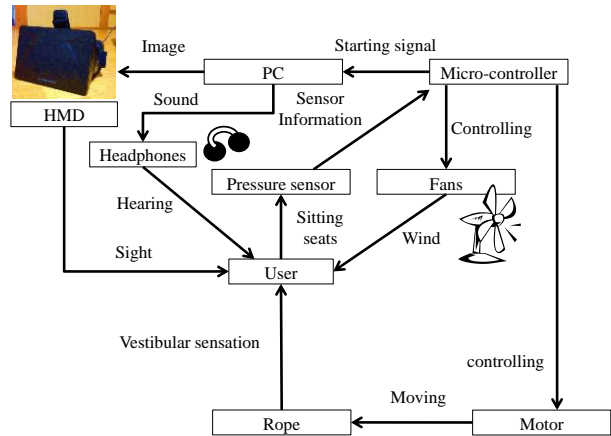 Image
Starting signal
PC
Micro-controller
HMD
Sound
Sensor
Information
Controlling
Headphones
Pressure sensor
Fans
Hearing
Sitting
seats
Wind
Sight
User
Vestibular sensation
controlling
Moving
Rope
Motor